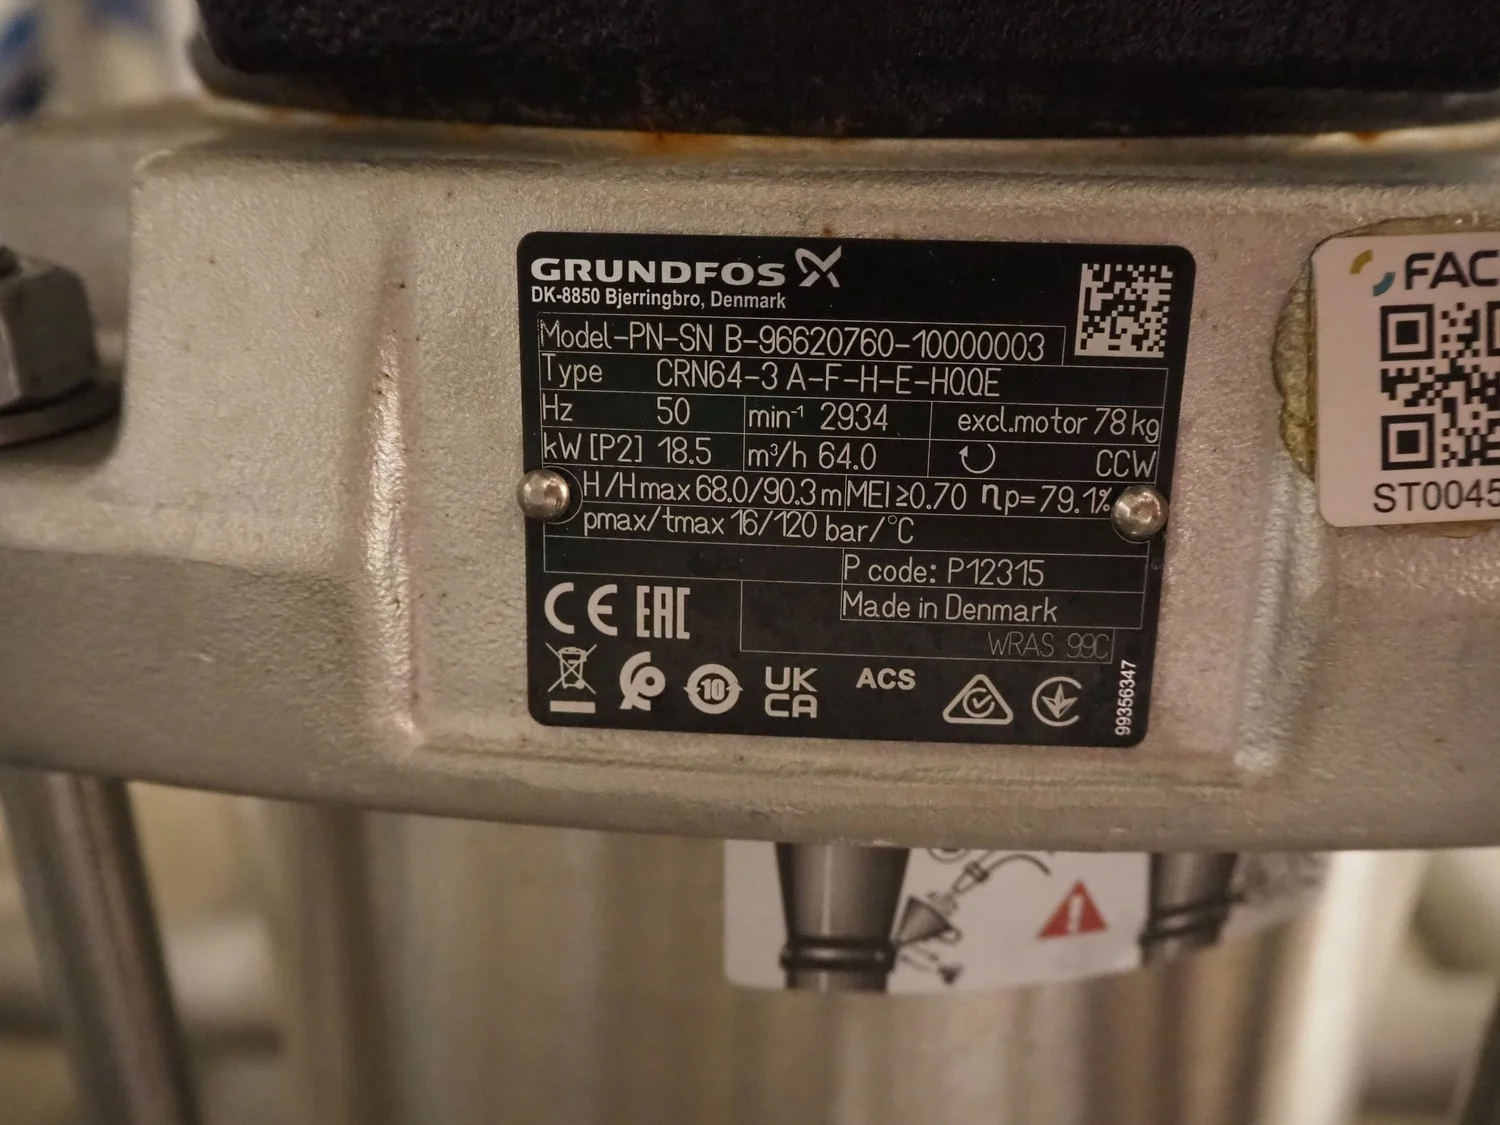 GRUNDFOS
DK-8850 Bjerringbro, Denmark
Model-PN-SN B-96620760-10000003
Type CRN64-3 A-F-H-E-HQQE
Hz 50 min⁻¹ 2934 excl.motor 78 kg
kW [P2] 18.5 m³/h 64.0 CCW
H/Hmax 68.0/90.3 m MEI ≥0.70 ηp=79.1%
pmax/tmax 16/120 bar/°C
P code: P12315
Made in Denmark
WRAS 99C
CE EAC
10 UK CA ACS
99356347
FAC
ST0045